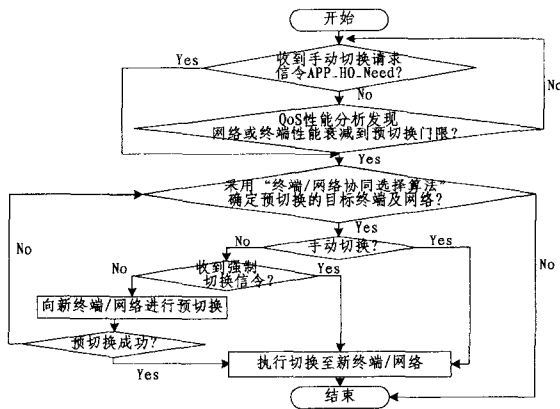 开始
收到手动切换请求
信令APP_HO_Need?
Yes
No
No
QoS性能分析发现
网络或终端性能衰减到预切换门限?
Yes
采用“终端/网络协同选择算法”
确定预切换的目标终端及网络?
No
No
Yes
手动切换?
No
Yes
收到强制
切换信令?
No
Yes
向新终端/网络进行预切换
预切换成功?
Yes
执行切换至新终端/网络
结束